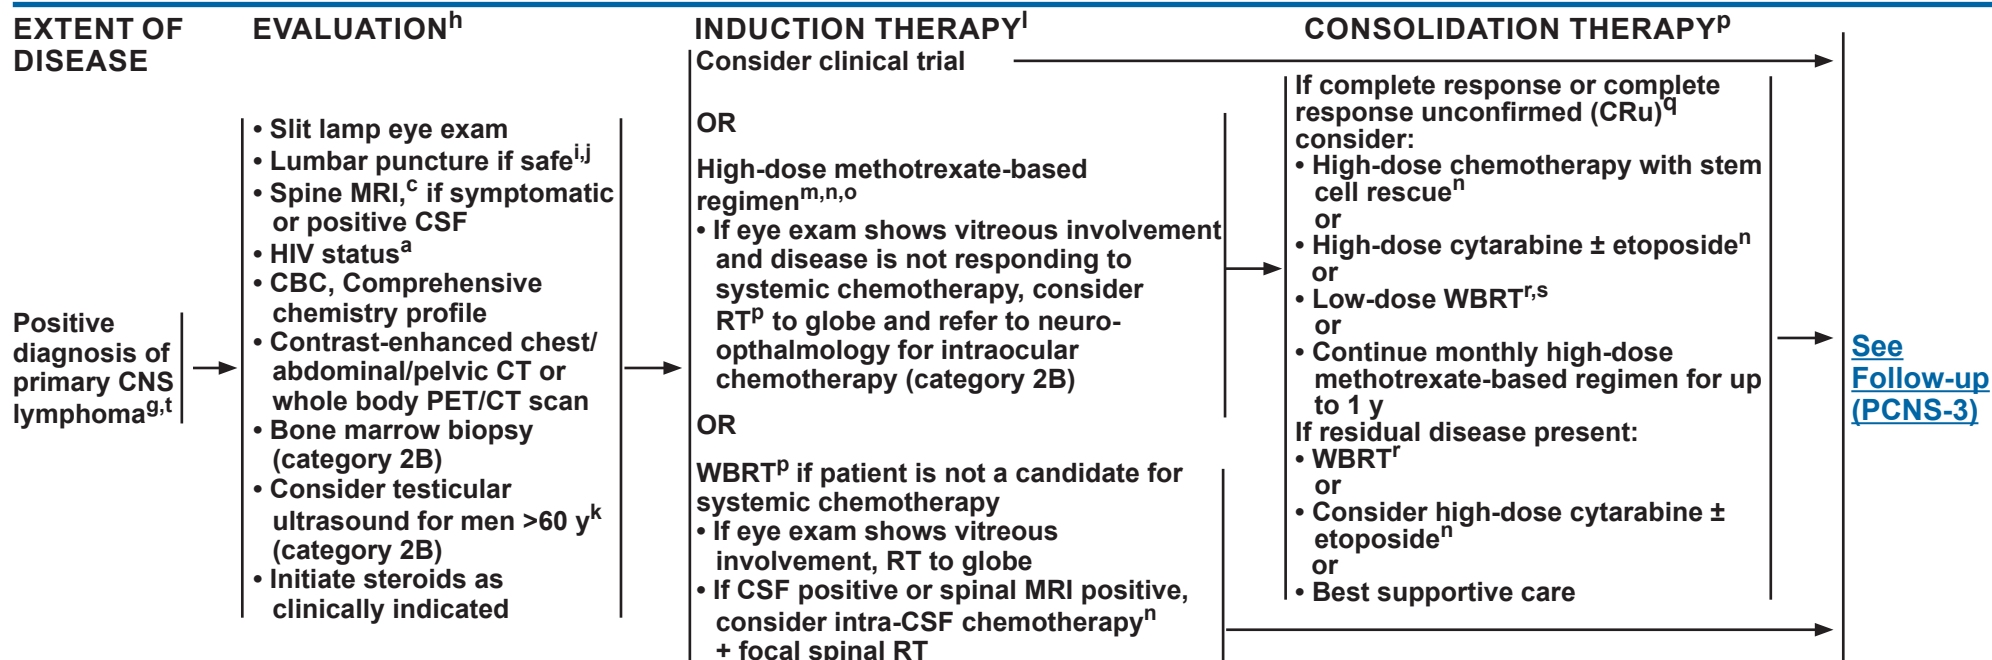 EXTENT OF
DISEASE
EVALUATIONh
• Slit lamp eye exam
• Lumbar puncture if safei,j
• Spine MRI,c if symptomatic
or positive CSF
• HIV statusa
• CBC, Comprehensive
chemistry profile
• Contrast-enhanced chest/
abdominal/pelvic CT or
whole body PET/CT scan
• Bone marrow biopsy
(category 2B)
• Consider testicular
ultrasound for men >60 yk
(category 2B)
• Initiate steroids as
clinically indicated
Positive
diagnosis of
primary CNS
lymphomag,t
INDUCTION THERAPYl
Consider clinical trial
OR
High-dose methotrexate-based
regimenm,n,o
• If eye exam shows vitreous involvement
and disease is not responding to
systemic chemotherapy, consider
RTp to globe and refer to neuro-
opthalmology for intraocular
chemotherapy (category 2B)
OR
WBRTp if patient is not a candidate for
systemic chemotherapy
• If eye exam shows vitreous
involvement, RT to globe
• If CSF positive or spinal MRI positive,
consider intra-CSF chemotherapyn
+ focal spinal RT
CONSOLIDATION THERAPYp
If complete response or complete
response unconfirmed (CRu)q
consider:
• High-dose chemotherapy with stem
cell rescuen
or
• High-dose cytarabine ± etoposiden
or
• Low-dose WBRTr,s
or
• Continue monthly high-dose
methotrexate-based regimen for up
to 1 y
If residual disease present:
• WBRTr
or
• Consider high-dose cytarabine ±
etoposiden
or
• Best supportive care
See
Follow-up
(PCNS-3)